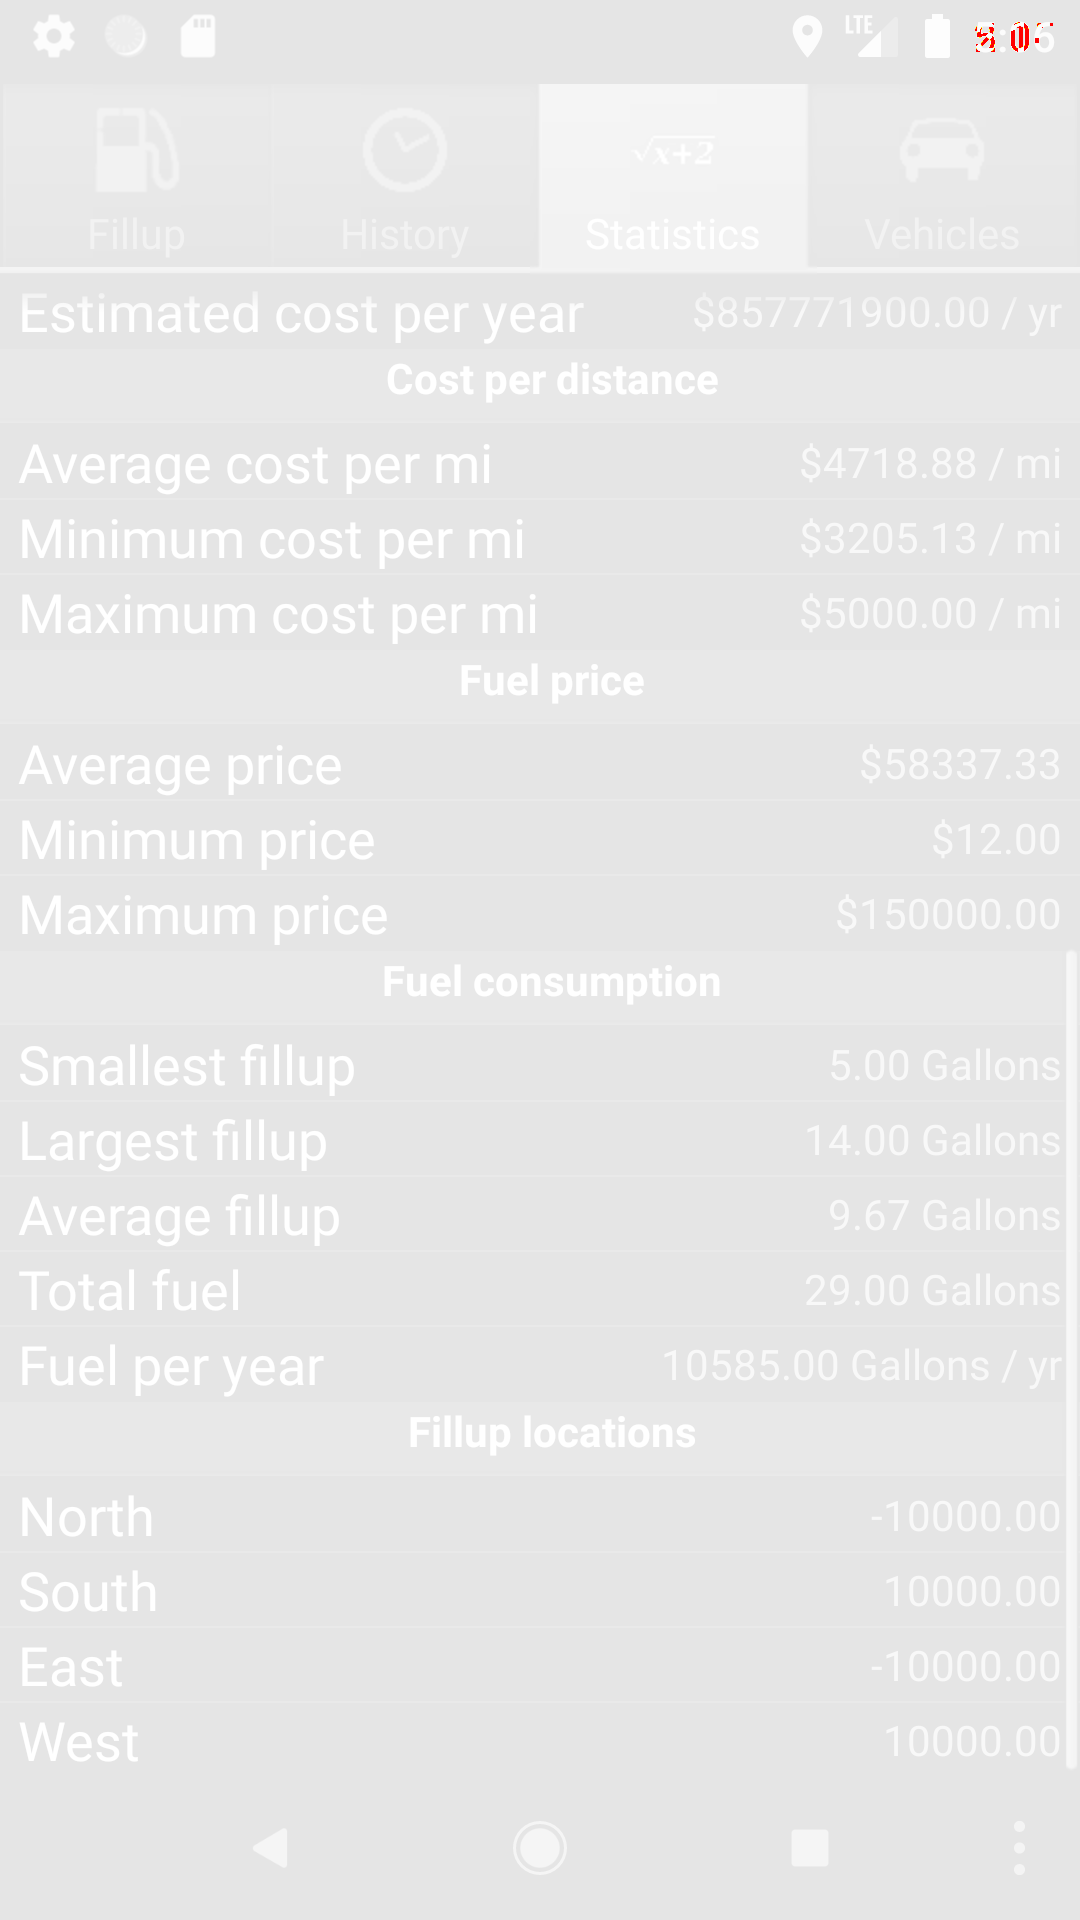 LTE
Fillup History √x+2 Statistics Vehicles
Estimated cost per year $857771900.00 / yr
Cost per distance
Average cost per mi $4718.88 / mi
Minimum cost per mi $3205.13 / mi
Maximum cost per mi $5000.00 / mi
Fuel price
Average price $58337.33
Minimum price $12.00
Maximum price $150000.00
Fuel consumption
Smallest fillup 5.00 Gallons
Largest fillup 14.00 Gallons
Average fillup 9.67 Gallons
Total fuel 29.00 Gallons
Fuel per year 10585.00 Gallons / yr
Fillup locations
North -10000.00
South 10000.00
East -10000.00
West 10000.00